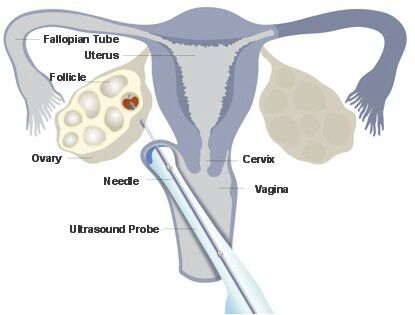 Fallopian Tube
Uterus
Follicle
Ovary
Cervix
Needle
Vagina
Ultrasound Probe